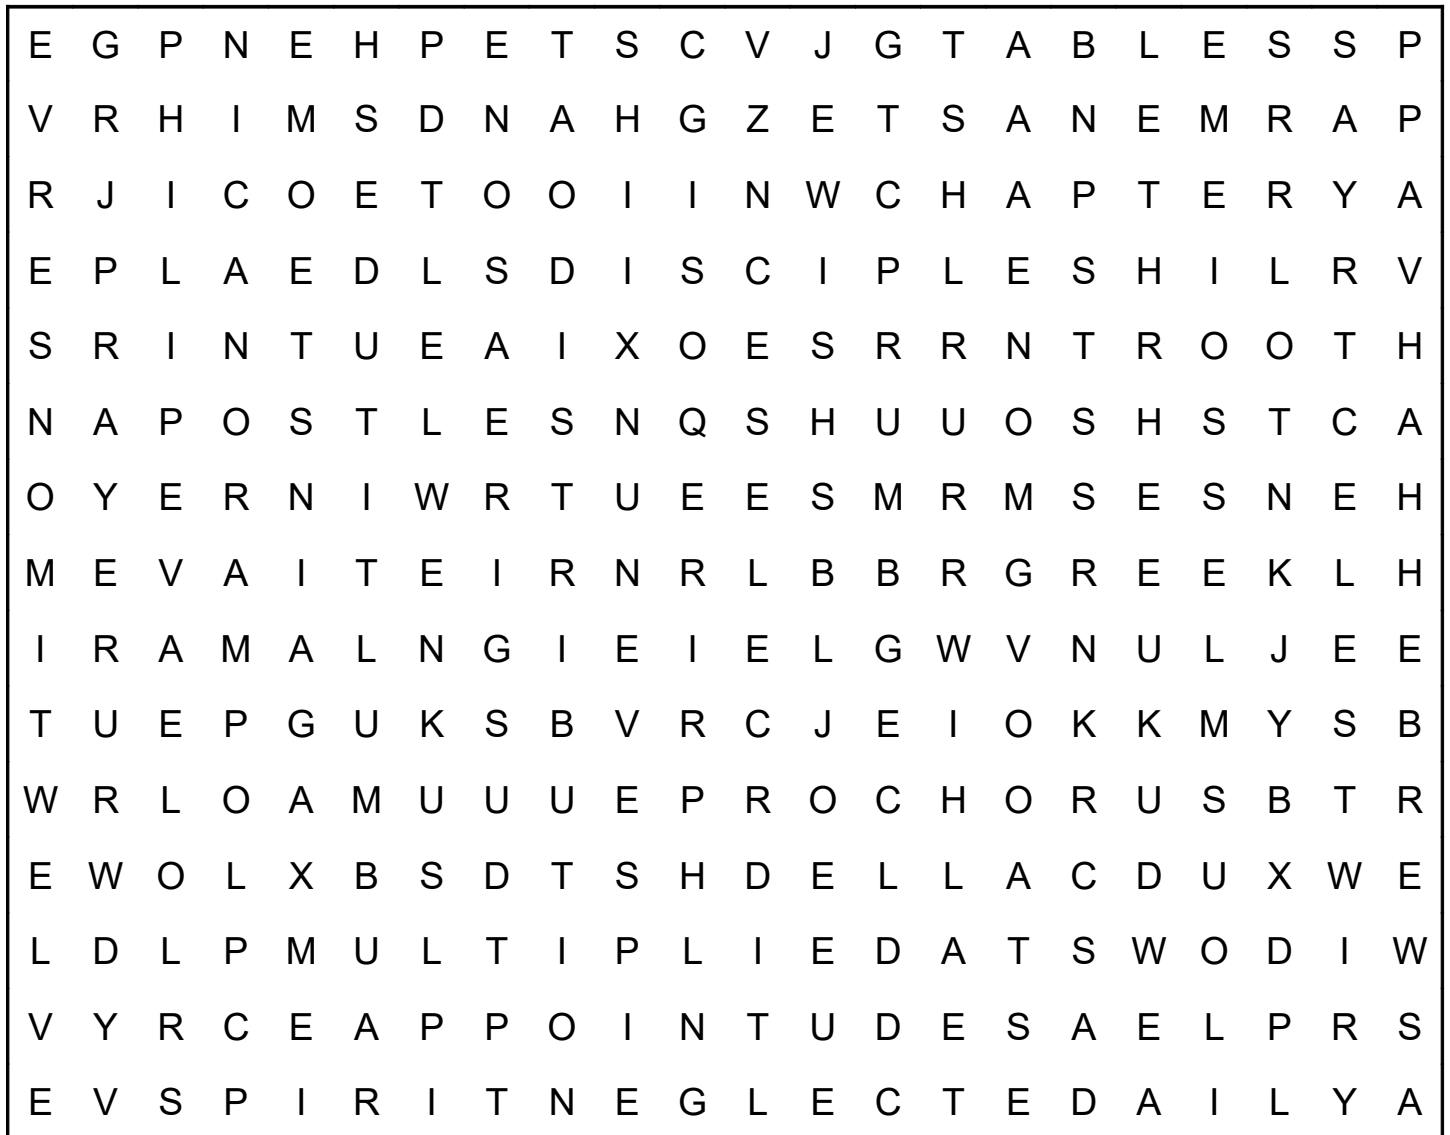 E G P N E H P E T S C V J G T A B L E S S P
V R H I M S D N A H G Z E T S A N E M R A P
R J I C O E T O O I I N W C H A P T E R Y A
E P L A E D L S D I S C I P L E S H I L R V
S R I N T U E A I X O E S R R N T R O O T H
N A P O S T L E S N Q S H U U O S H S T C A
O Y E R N I W R T U E E S M R M S E S N E H
M E V A I T E I R N R L B B R G R E E K L H
I R A M A L N G I E I E L G W V N U L J E E
T U E P G U K S B V R C J E I O K K M Y S B
W R L O A M U U U E P R O C H O R U S B T R
E W O L X B S D T S H D E L L A C D U X W E
L D L P M U L T I P L I E D A T S W O D I W
V Y R C E A P P O I N T U D E S A E L P R S
E V S P I R I T N E G L E C T E D A I L Y A